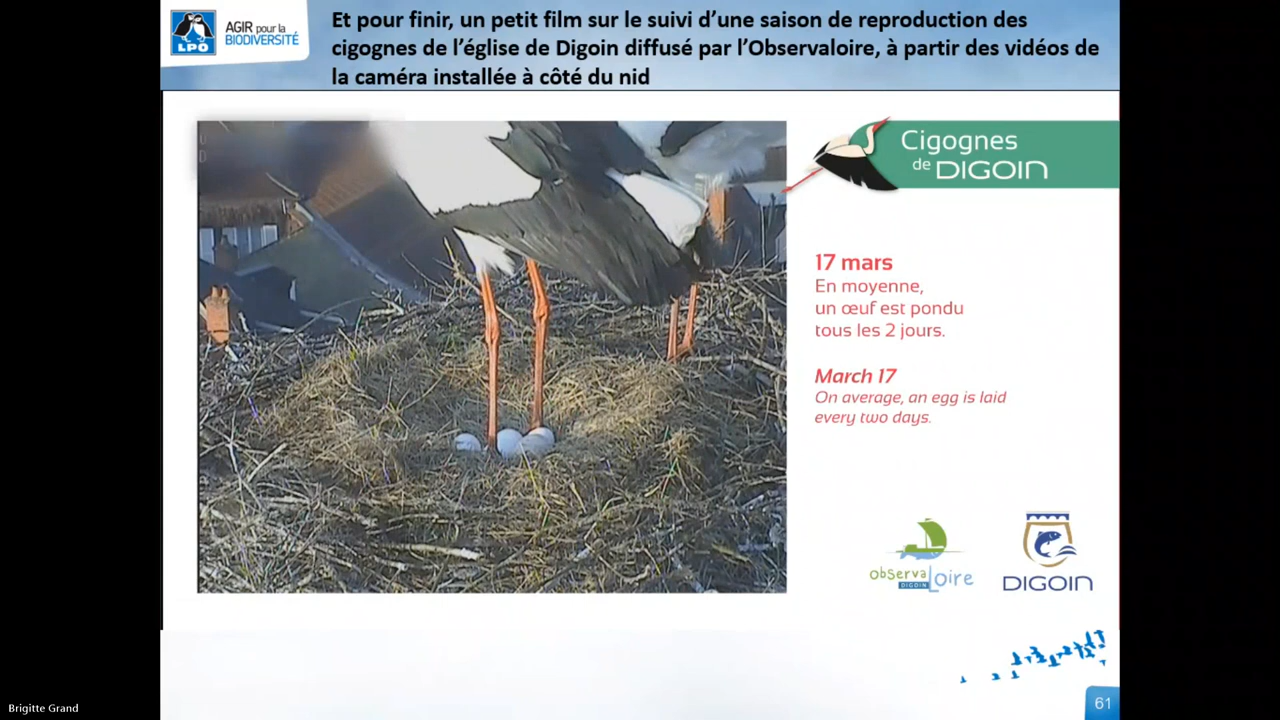 LPO
AGIR pour la
BIODIVERSITÉ
Et pour finir, un petit film sur le suivi d’une saison de reproduction des
cigognes de l’église de Digoin diffusé par l’Observaloire, à partir des vidéos de
la caméra installée à côté du nid
Cigognes
de DIGOIN
17 mars
En moyenne,
un œuf est pondu
tous les 2 jours.
March 17
On average, an egg is laid
every two days.
observa
DIGOIN
Loire
DIGOIN
Brigitte Grand
61